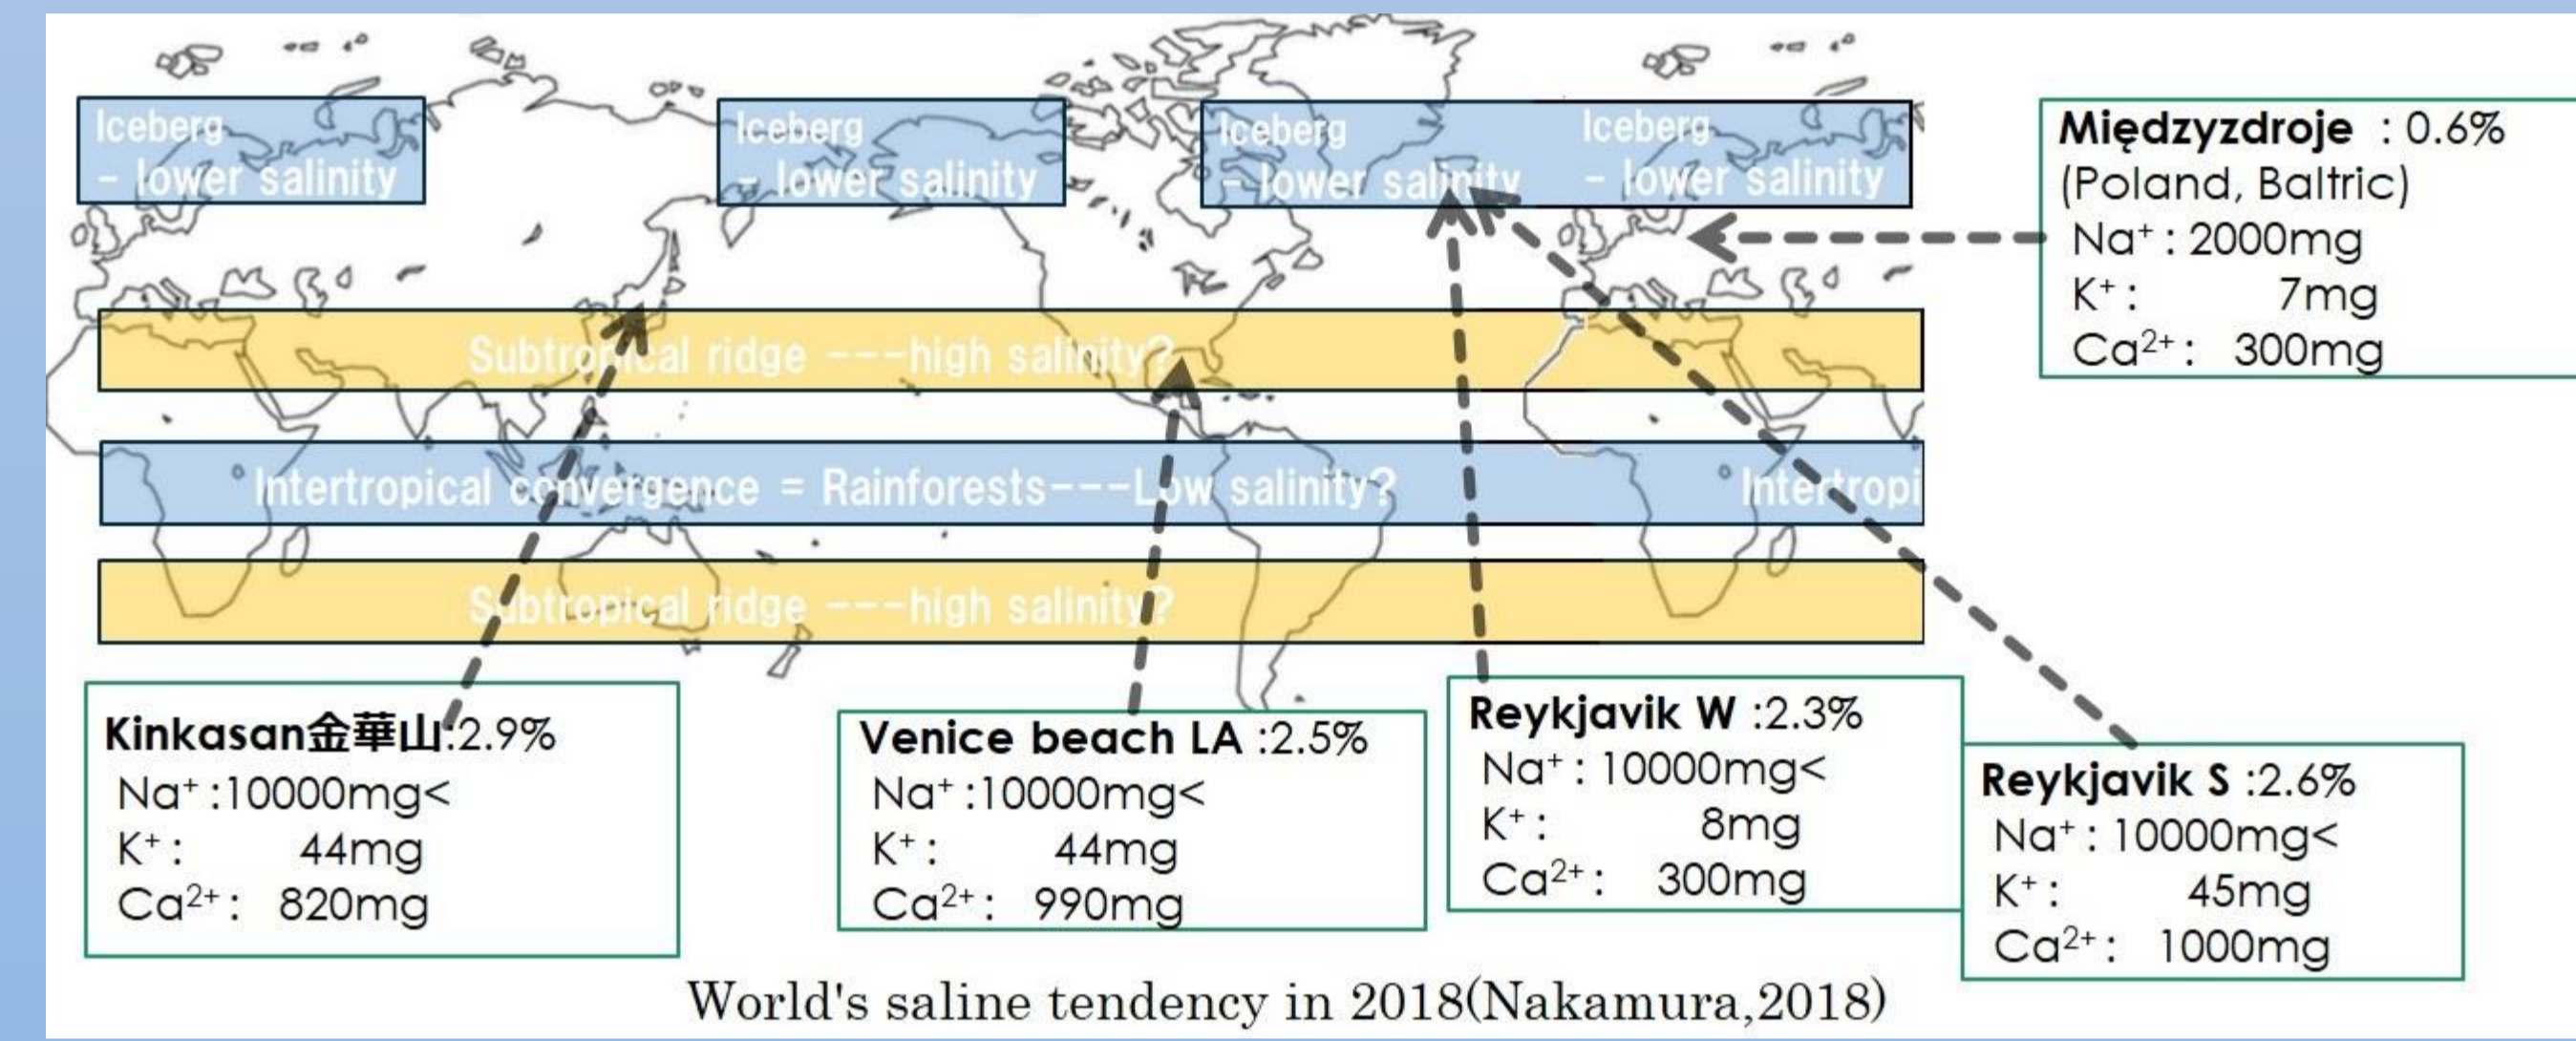 Iceberg
- lower salinity
Iceberg
- lower salinity
Iceberg
- lower salinity
Iceberg
- lower salinity
Międzyzdroje : 0.6%
(Poland, Baltric)
Na⁺ : 2000mg
K⁺ : 7mg
Ca²⁺ : 300mg
Subtropical ridge ---high salinity?
Intertropical convergence = Rainforests---Low salinity?
Intertropi
Subtropical ridge ---high salinity?
Kinkasan金華山:2.9%
Na⁺ :10000mg<
K⁺ : 44mg
Ca²⁺ : 820mg
Venice beach LA :2.5%
Na⁺ :10000mg<
K⁺ : 44mg
Ca²⁺ : 990mg
Reykjavik W :2.3%
Na⁺ : 10000mg<
K⁺ : 8mg
Ca²⁺ : 300mg
Reykjavik S :2.6%
Na⁺ : 10000mg<
K⁺ : 45mg
Ca²⁺ : 1000mg
World's saline tendency in 2018(Nakamura,2018)